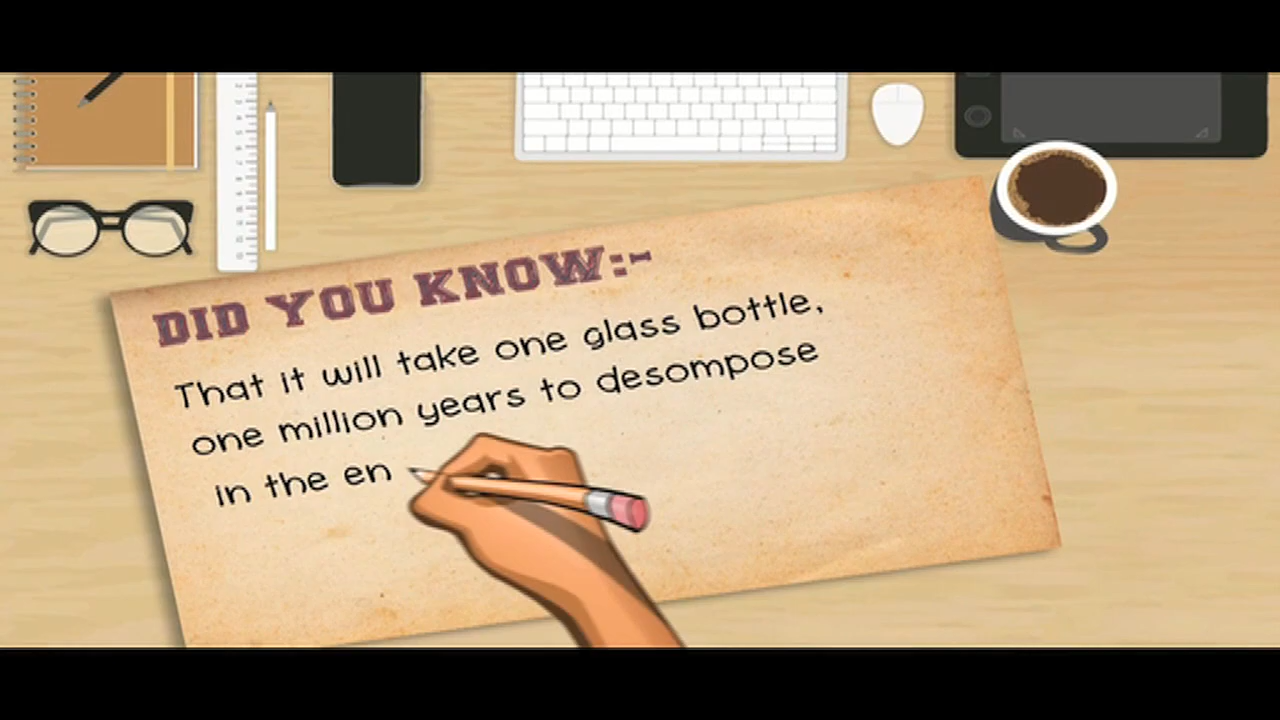 DID YOU KNOW:-
That it will take one glass bottle,
one million years to desompose
in the en